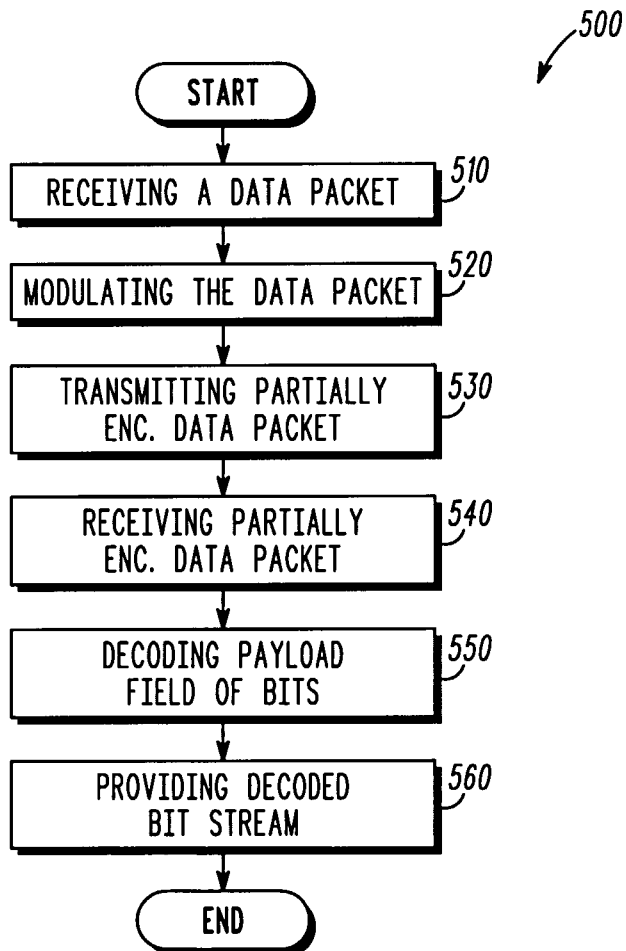 500
START
RECEIVING A DATA PACKET
510
MODULATING THE DATA PACKET
520
TRANSMITTING PARTIALLY
ENC. DATA PACKET
530
RECEIVING PARTIALLY
ENC. DATA PACKET
540
DECODING PAYLOAD
FIELD OF BITS
550
PROVIDING DECODED
BIT STREAM
560
END